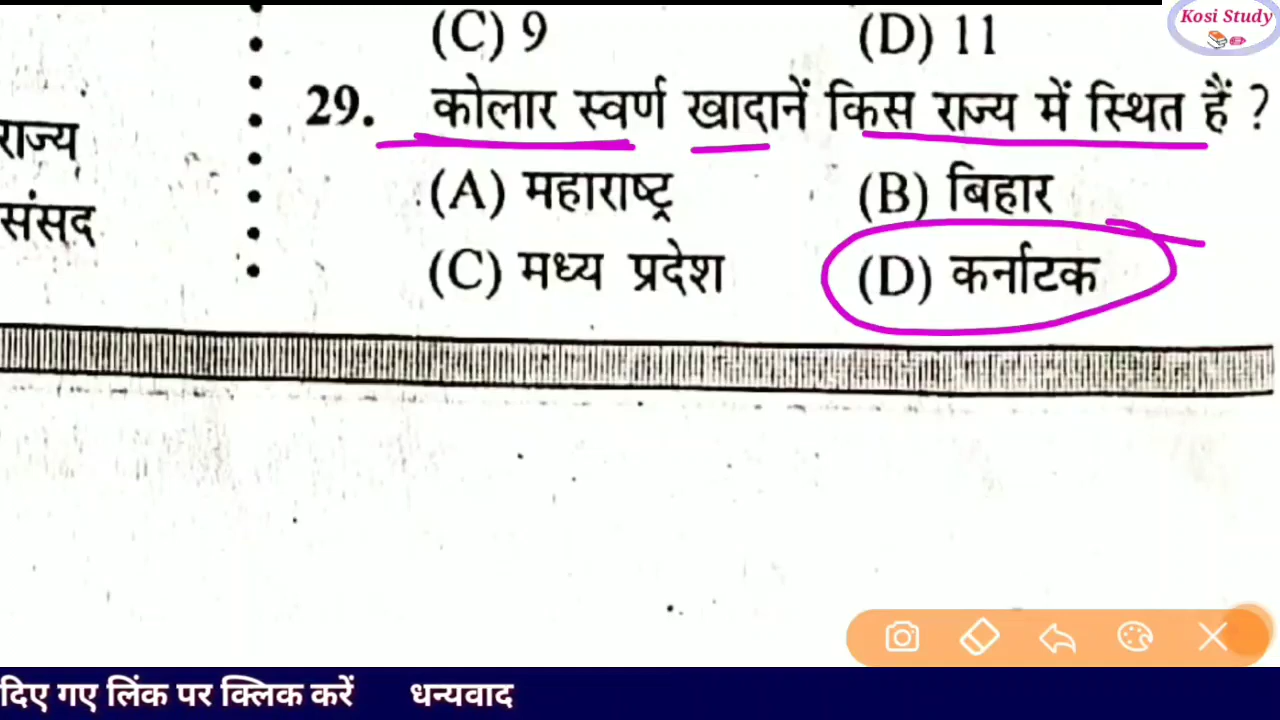 Kosi Study
(C) 9 (D) 11
29. कोलार स्वर्ण खादानें किस राज्य में स्थित हैं ?
राज्य
(A) महाराष्ट्र (B) बिहार
संसद
(C) मध्य प्रदेश (D) कर्नाटक
दिए गए लिंक पर क्लिक करें धन्यवाद